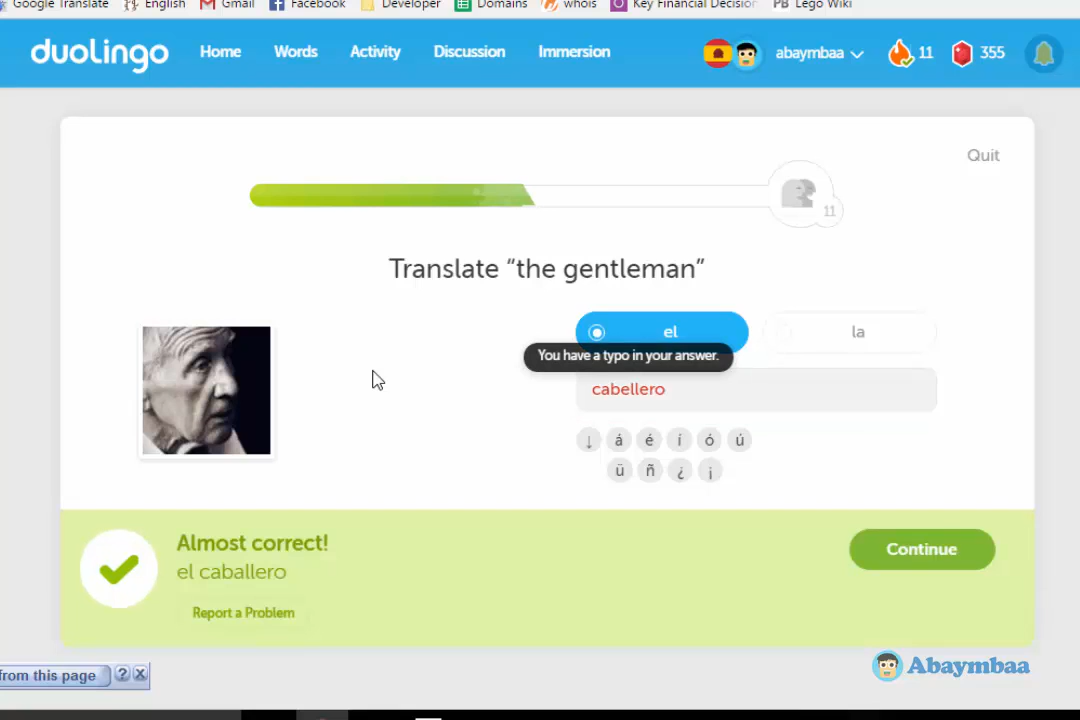 Google Translate English Gmail Facebook Developer Domains whois Key Financial Decision PB Lego Wiki
duolingo Home Words Activity Discussion Immersion abaymbaa 11 355
Quit
11
Translate “the gentleman”
el la
You have a typo in your answer.
cabellero
↓ á é í ó ú
ü ñ ¿ ¡
Almost correct!
el caballero
Continue
Report a Problem
from this page ? X
Abaymbaa